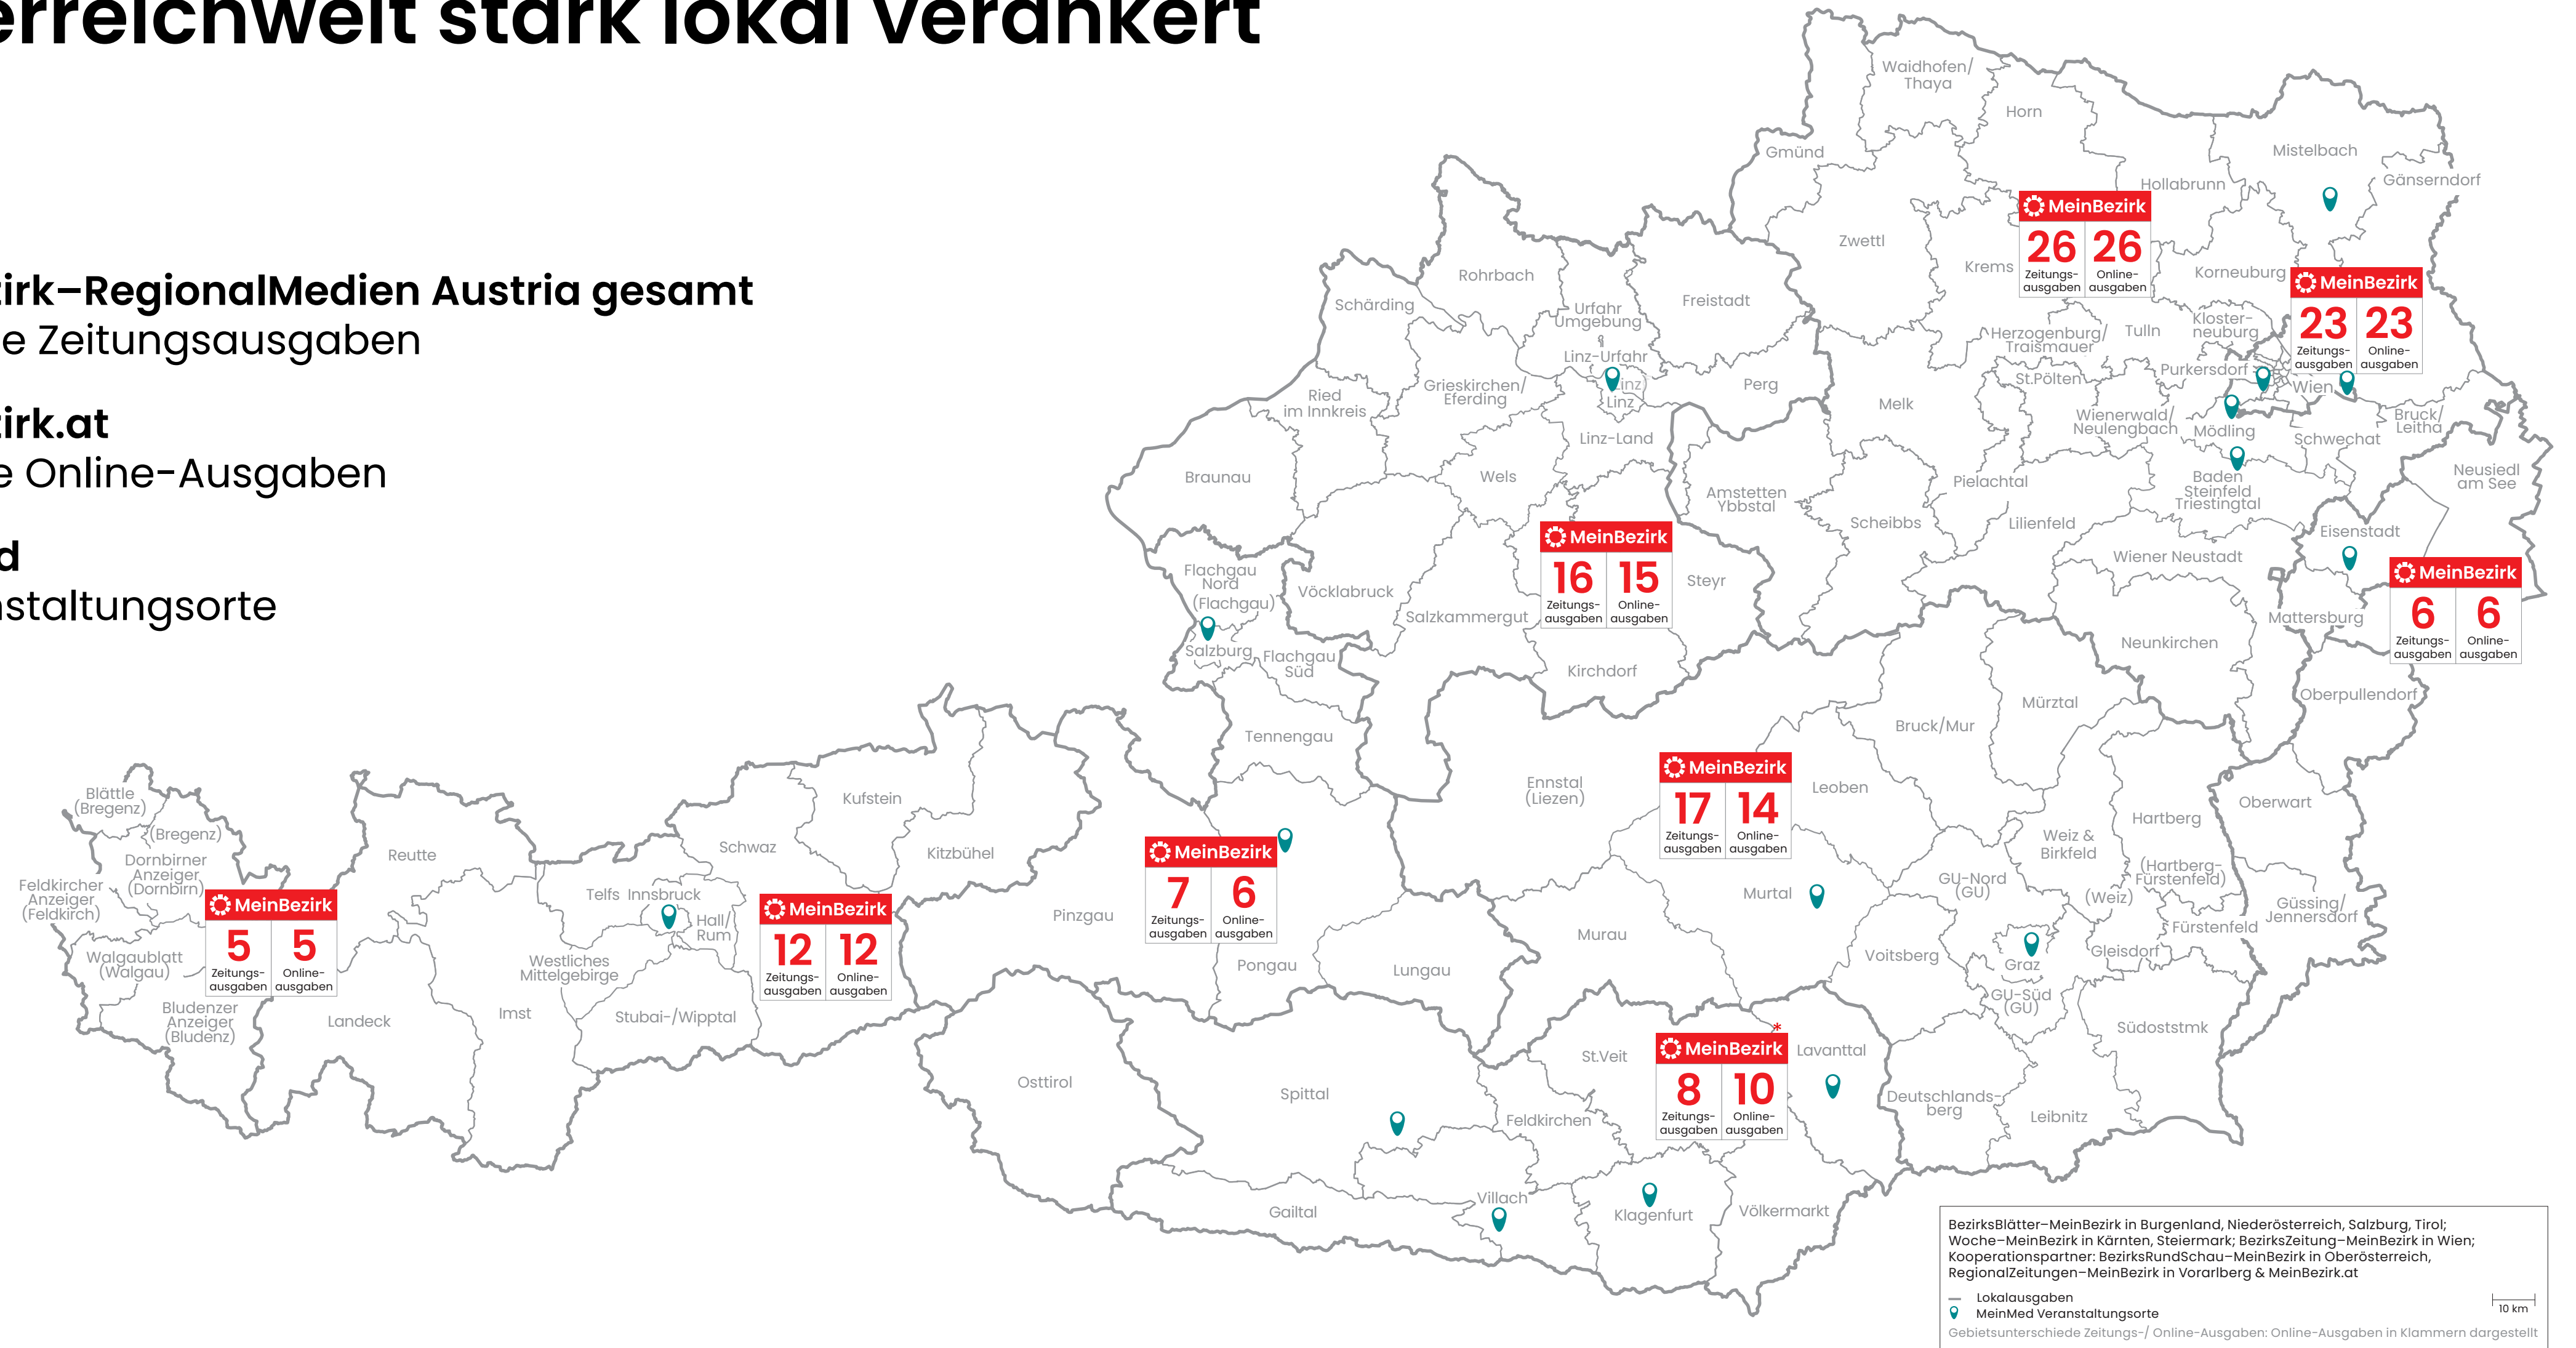 erreichweit stark lokal verankert
zirk–RegionalMedien Austria gesamt
e Zeitungsausgaben
zirk.at
e Online-Ausgaben
d
nstaltungsorte
Waidhofen/
Thaya
Horn
Gmünd
Mistelbach
Hollabrunn
Gänserndorf
Zwettl
Krems
MeinBezirk
26 26
Zeitungs-
ausgaben
Online-
ausgaben
Korneuburg
MeinBezirk
23 23
Zeitungs-
ausgaben
Online-
ausgaben
Rohrbach
Schärding
Urfahr
Umgebung
Freistadt
Linz-Urfahr
Linz)
Linz
Perg
Grieskirchen/
Eferding
Ried
im Innkreis
Linz-Land
Braunau
Wels
Herzogenburg/
Traismauer
Tulln
Kloster-
neuburg
St.Pölten
Purkersdorf
Wien
Melk
Wienerwald/
Neulengbach
Mödling
Schwechat
Bruck/
Leitha
Amstetten
Ybbstal
Pielachtal
Baden
Steinfeld
Triestingtal
Neusiedl
am See
Scheibbs
Lilienfeld
Eisenstadt
Wiener Neustadt
MeinBezirk
16 15
Zeitungs-
ausgaben
Online-
ausgaben
Steyr
MeinBezirk
6 6
Zeitungs-
ausgaben
Online-
ausgaben
Flachgau
Nord
(Flachgau)
Vöcklabruck
Salzkammergut
Mattersburg
Neunkirchen
Salzburg
Flachgau
Süd
Kirchdorf
Oberpullendorf
Tennengau
Mürztal
Bruck/Mur
Blättle
(Bregenz)
(Bregenz)
Dornbirner
Anzeiger
(Dornbirn)
Feldkircher
Anzeiger
(Feldkirch)
MeinBezirk
5 5
Zeitungs-
ausgaben
Online-
ausgaben
Walgaublatt
(Walgau)
Bludenzer
Anzeiger
(Bludenz)
Reutte
Landeck
Imst
Telfs
Innsbruck
Hall/
Rum
Westliches
Mittelgebirge
Stubai-/Wipptal
Schwaz
Kufstein
Kitzbühel
MeinBezirk
12 12
Zeitungs-
ausgaben
Online-
ausgaben
Pinzgau
MeinBezirk
7 6
Zeitungs-
ausgaben
Online-
ausgaben
Pongau
Lungau
Ennstal
(Liezen)
MeinBezirk
17 14
Zeitungs-
ausgaben
Online-
ausgaben
Leoben
Murtal
Murau
Hartberg
Weiz &
Birkfeld
(Hartberg-
Fürstenfeld)
(Weiz)
GU-Nord
(GU)
Oberwart
Güssing/
Jennersdorf
Fürstenfeld
Gleisdorf
Voitsberg
Graz
GU-Süd
(GU)
Südoststmk
Deutschlands-
berg
Leibnitz
Osttirol
Spittal
St.Veit
*
MeinBezirk
8 10
Zeitungs-
ausgaben
Online-
ausgaben
Lavanttal
Feldkirchen
Gailtal
Villach
Klagenfurt
Völkermarkt
BezirksBlätter–MeinBezirk in Burgenland, Niederösterreich, Salzburg, Tirol;
Woche–MeinBezirk in Kärnten, Steiermark; BezirksZeitung–MeinBezirk in Wien;
Kooperationspartner: BezirksRundSchau–MeinBezirk in Oberösterreich,
RegionalZeitungen–MeinBezirk in Vorarlberg & MeinBezirk.at
Lokalausgaben
MeinMed Veranstaltungsorte
10 km
Gebietsunterschiede Zeitungs-/ Online-Ausgaben: Online-Ausgaben in Klammern dargestellt